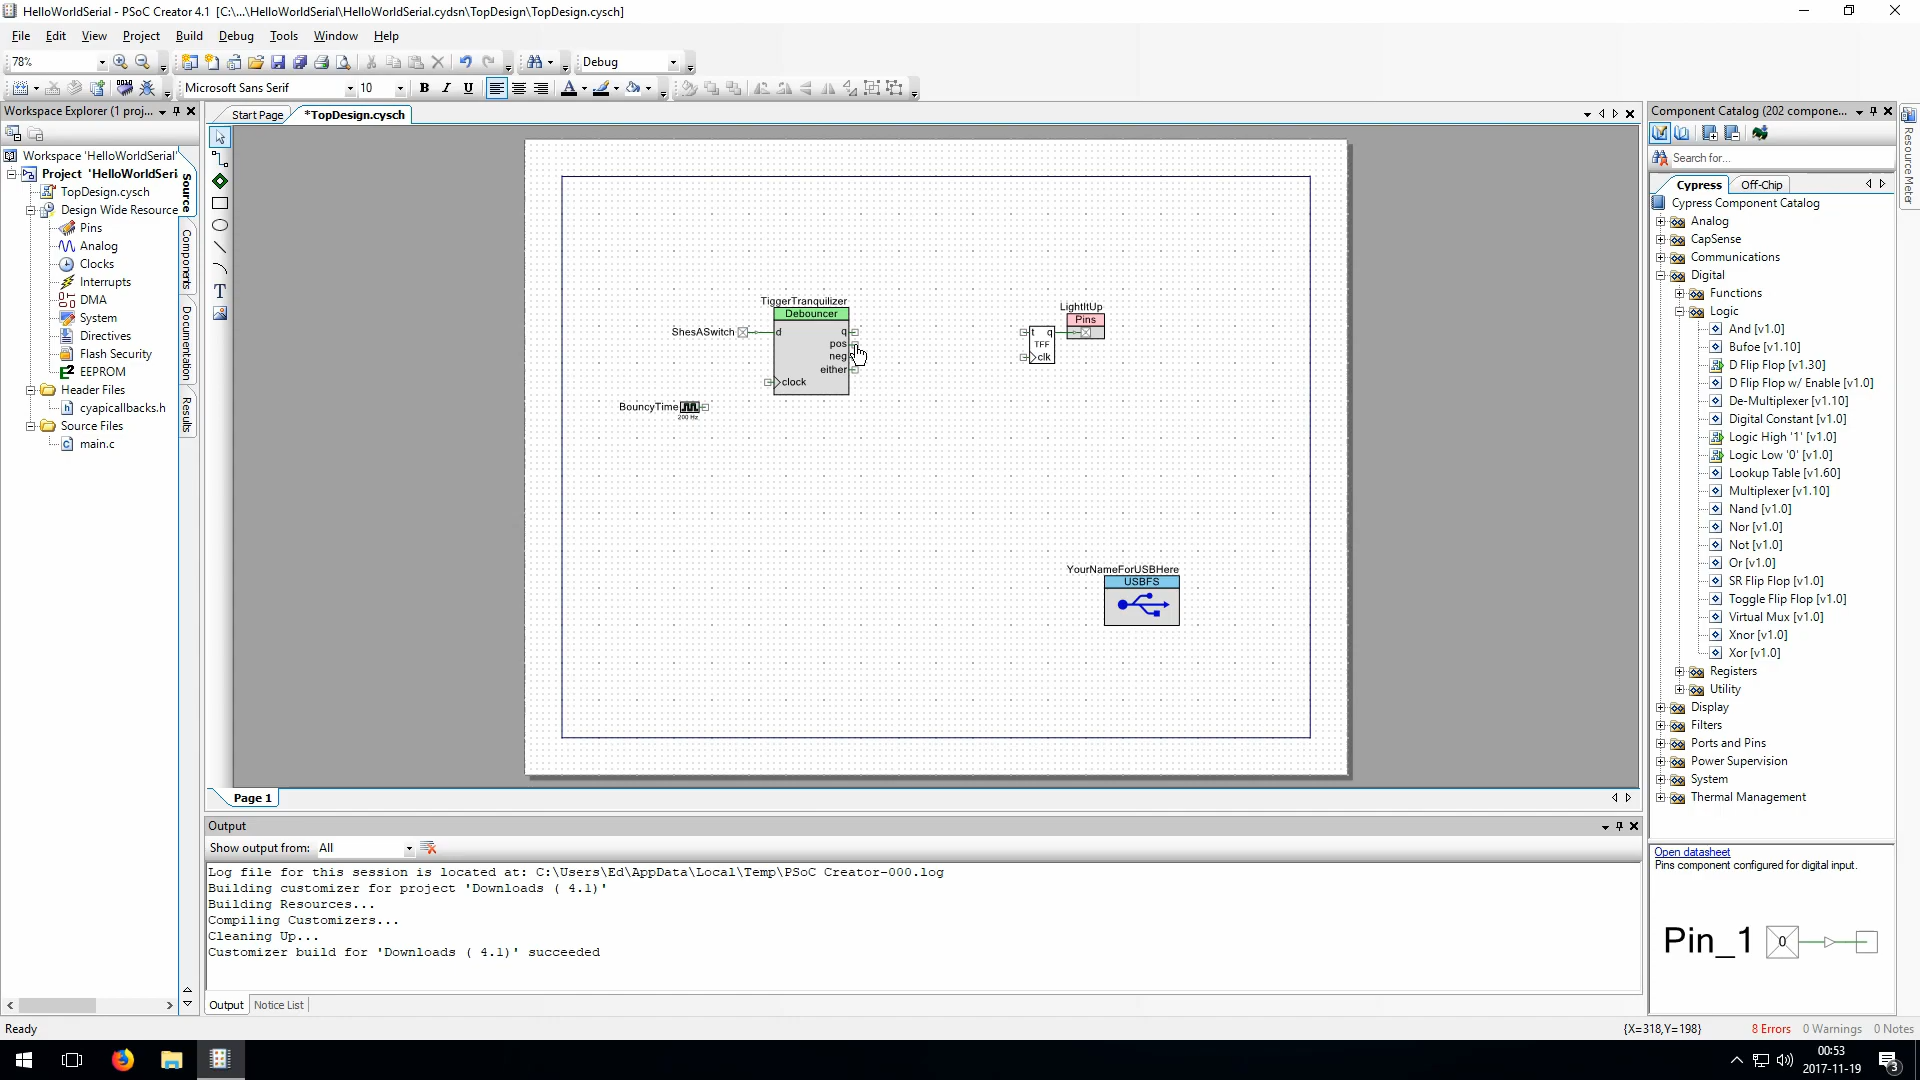 HelloWorldSerial - PSoC Creator 4.1 [C:\...\HelloWorldSerial\HelloWorldSerial.cydsn\TopDesign\TopDesign.cysch]
File Edit View Project Build Debug Tools Window Help
78% Debug
Microsoft Sans Serif 10 B I U A
Workspace Explorer (1 proj...
Workspace 'HelloWorldSerial'
Project 'HelloWorldSeri
TopDesign.cysch
Design Wide Resource
Pins
Analog
Clocks
Interrupts
DMA
System
Directives
Flash Security
EEPROM
Header Files
cyapicallbacks.h
Source Files
main.c
Source
Components
Documentation
Results
Start Page *TopDesign.cysch
T
TiggerTranquilizer
Debouncer
ShesASwitch d q
pos
neg
either
clock
BouncyTime
200 Hz
LightItUp
Pins
t q
TFF
clk
YourNameForUSBHere
USBFS
Page 1
Output
Show output from: All
Log file for this session is located at: C:\Users\Ed\AppData\Local\Temp\PSoC Creator-000.log
Building customizer for project 'Downloads ( 4.1)'
Building Resources...
Compiling Customizers...
Cleaning Up...
Customizer build for 'Downloads ( 4.1)' succeeded
Output Notice List
Component Catalog (202 compone...
Search for...
Cypress Off-Chip
Cypress Component Catalog
Analog
CapSense
Communications
Digital
Functions
Logic
And [v1.0]
Bufoe [v1.10]
D Flip Flop [v1.30]
D Flip Flop w/ Enable [v1.0]
De-Multiplexer [v1.10]
Digital Constant [v1.0]
Logic High '1' [v1.0]
Logic Low '0' [v1.0]
Lookup Table [v1.60]
Multiplexer [v1.10]
Nand [v1.0]
Nor [v1.0]
Not [v1.0]
Or [v1.0]
SR Flip Flop [v1.0]
Toggle Flip Flop [v1.0]
Virtual Mux [v1.0]
Xnor [v1.0]
Xor [v1.0]
Registers
Utility
Display
Filters
Ports and Pins
Power Supervision
System
Thermal Management
Resource Meter
Open datasheet
Pins component configured for digital input.
Pin_1 0
Ready {X=318,Y=198} 8 Errors 0 Warnings 0 Notes
00:53
2017-11-19
3